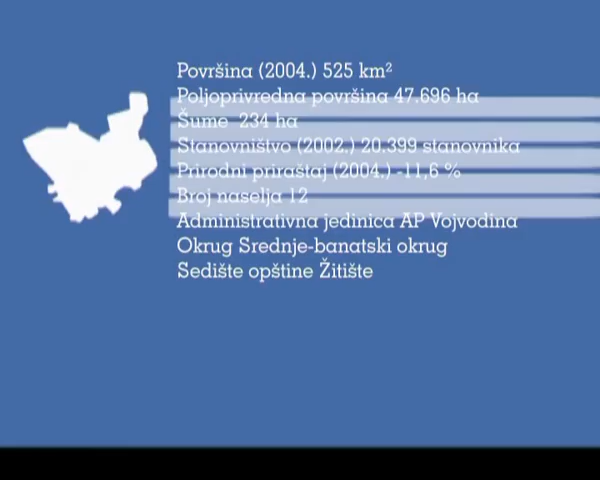 Površina (2004.) 525 km²
Poljoprivredna površina 47.696 ha
Šume 234 ha
Stanovništvo (2002.) 20.399 stanovnika
Prirodni priraštaj (2004.) -11,6 %
Broj naselja 12
Administrativna jedinica AP Vojvodina
Okrug Srednje-banatski okrug
Sedište opštine Žitište